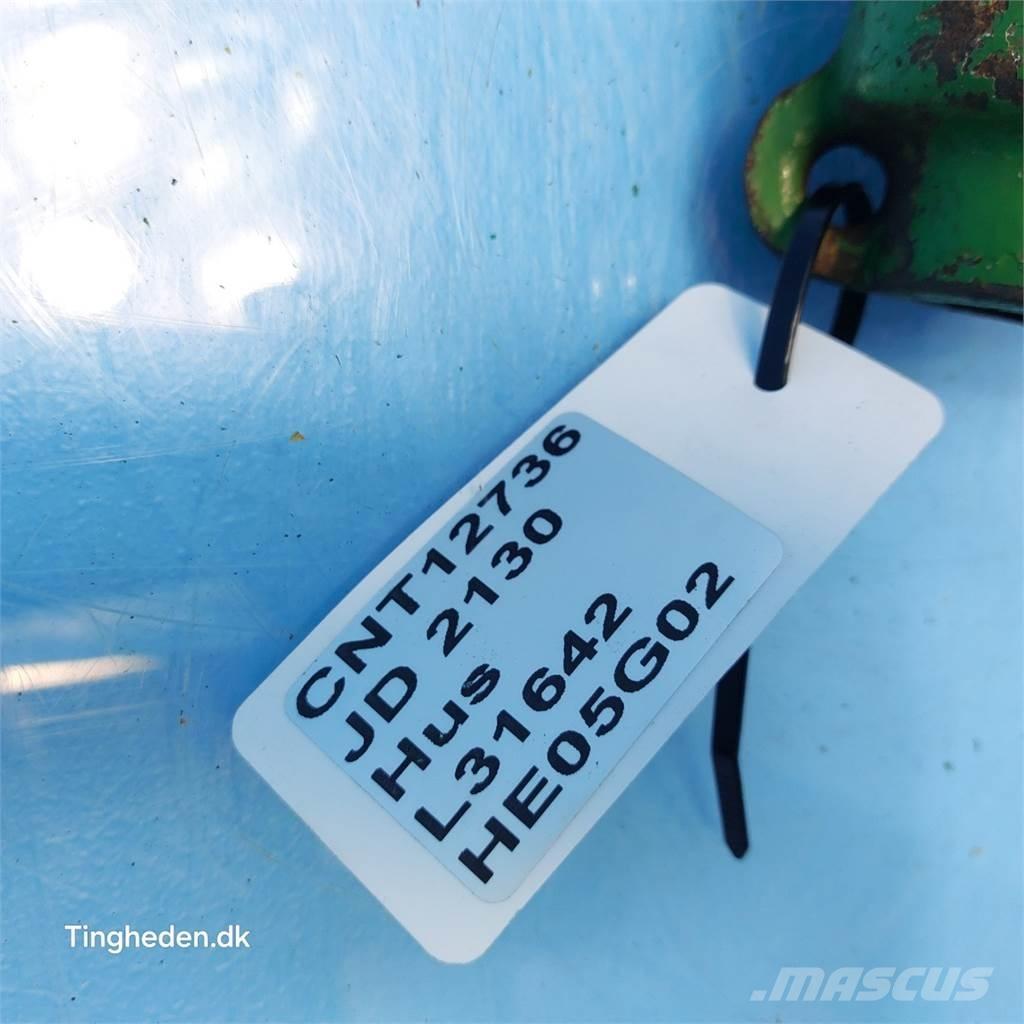 CNT12736
JD 2130
Hus
L31642
HE05G02
Tingheden.dk
.MASCUS